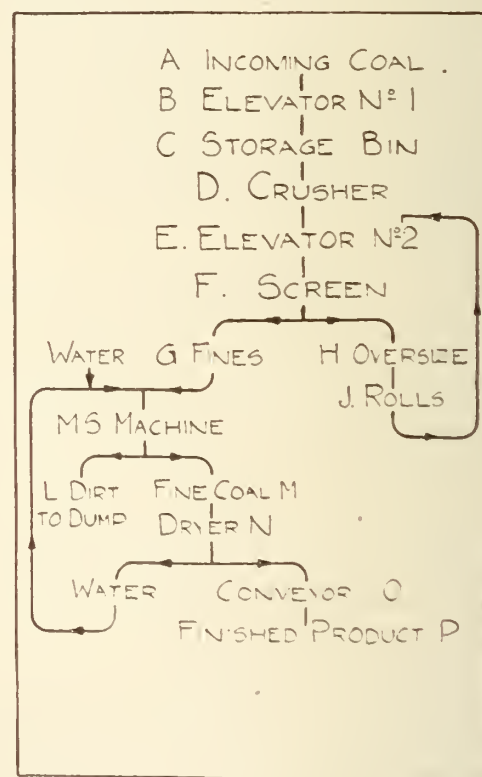 A INCOMING COAL.
B ELEVATOR Nº 1
C STORAGE BIN
D. CRUSHER
E. ELEVATOR Nº2
F. SCREEN
WATER G FINES H OVERSIZE
J. ROLLS
MS MACHINE
L DIRT FINE COAL M
TO DUMP DRYER N
WATER CONVEYOR O
FINISHED PRODUCT P